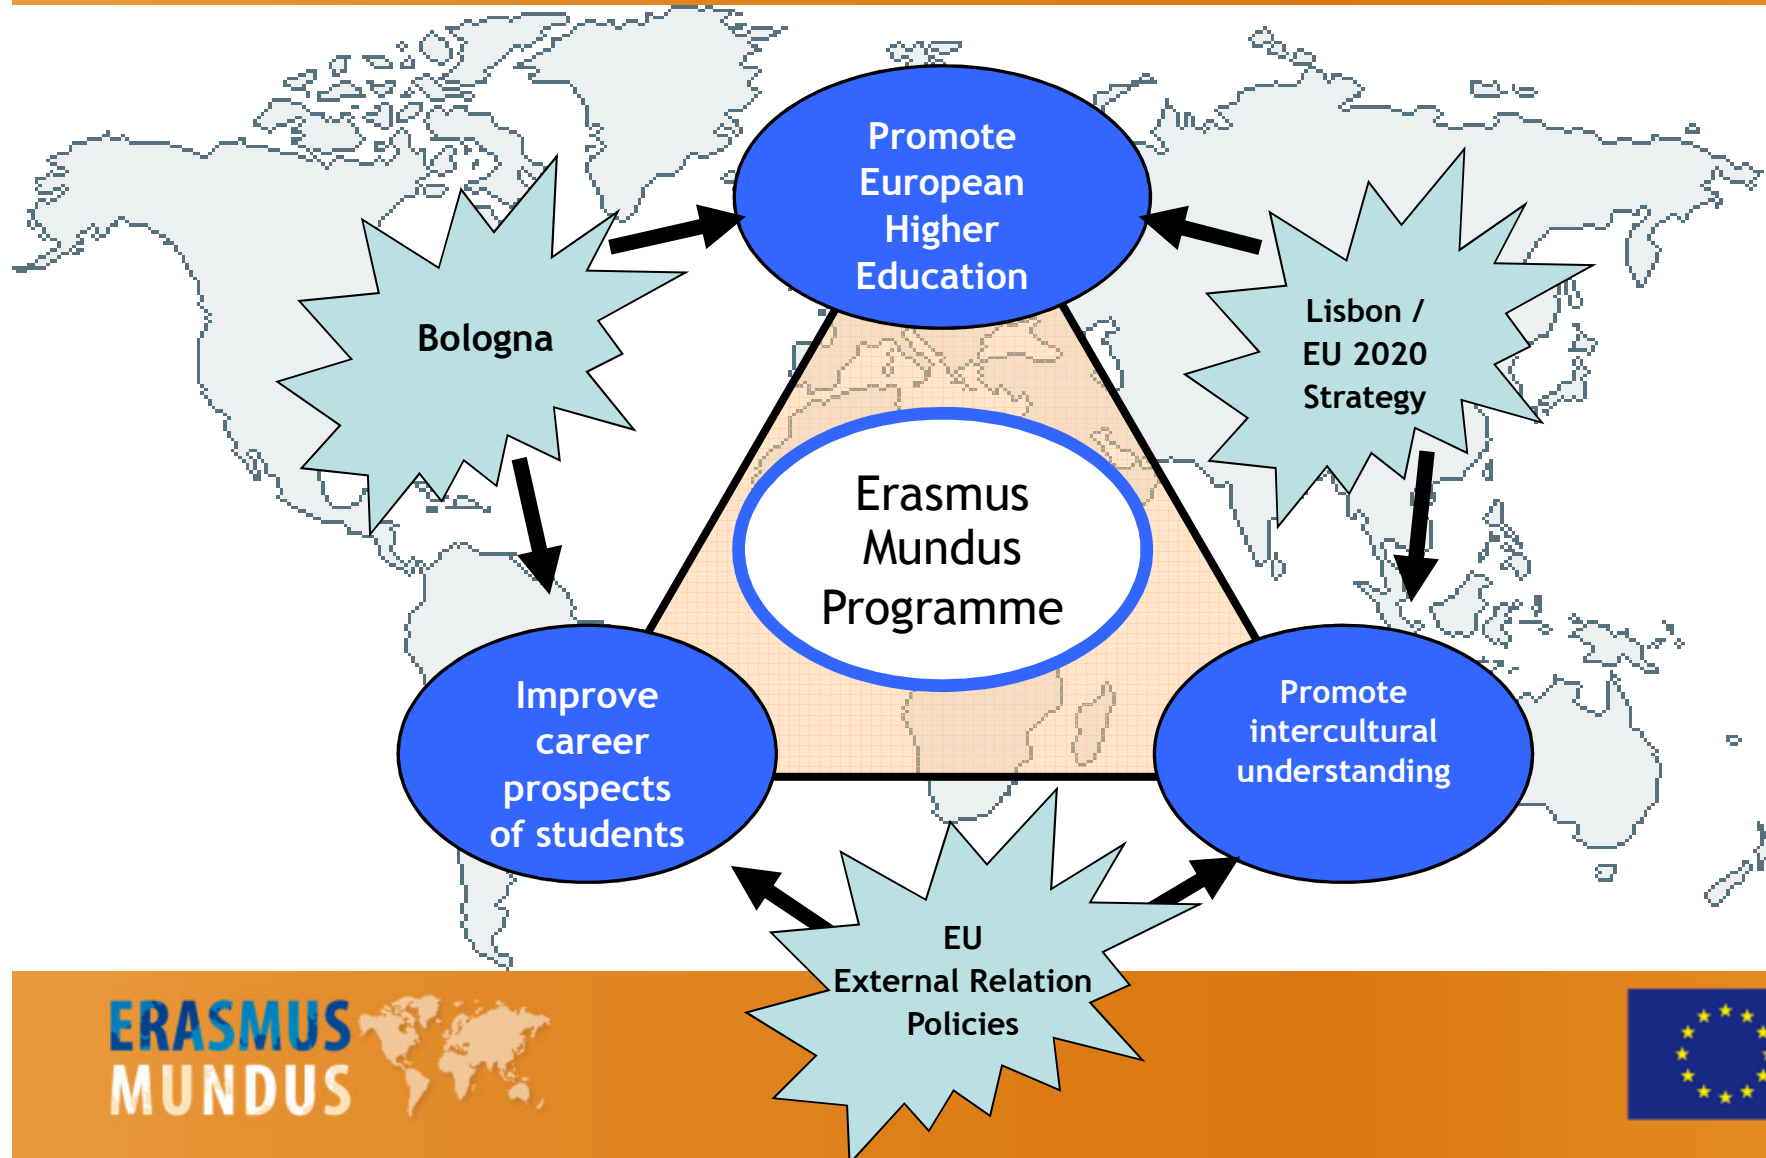 Promote
European
Higher
Education
Bologna
Lisbon /
EU 2020
Strategy
Erasmus
Mundus
Programme
Improve
career
prospects
of students
Promote
intercultural
understanding
EU
External Relation
Policies
ERASMUS
MUNDUS